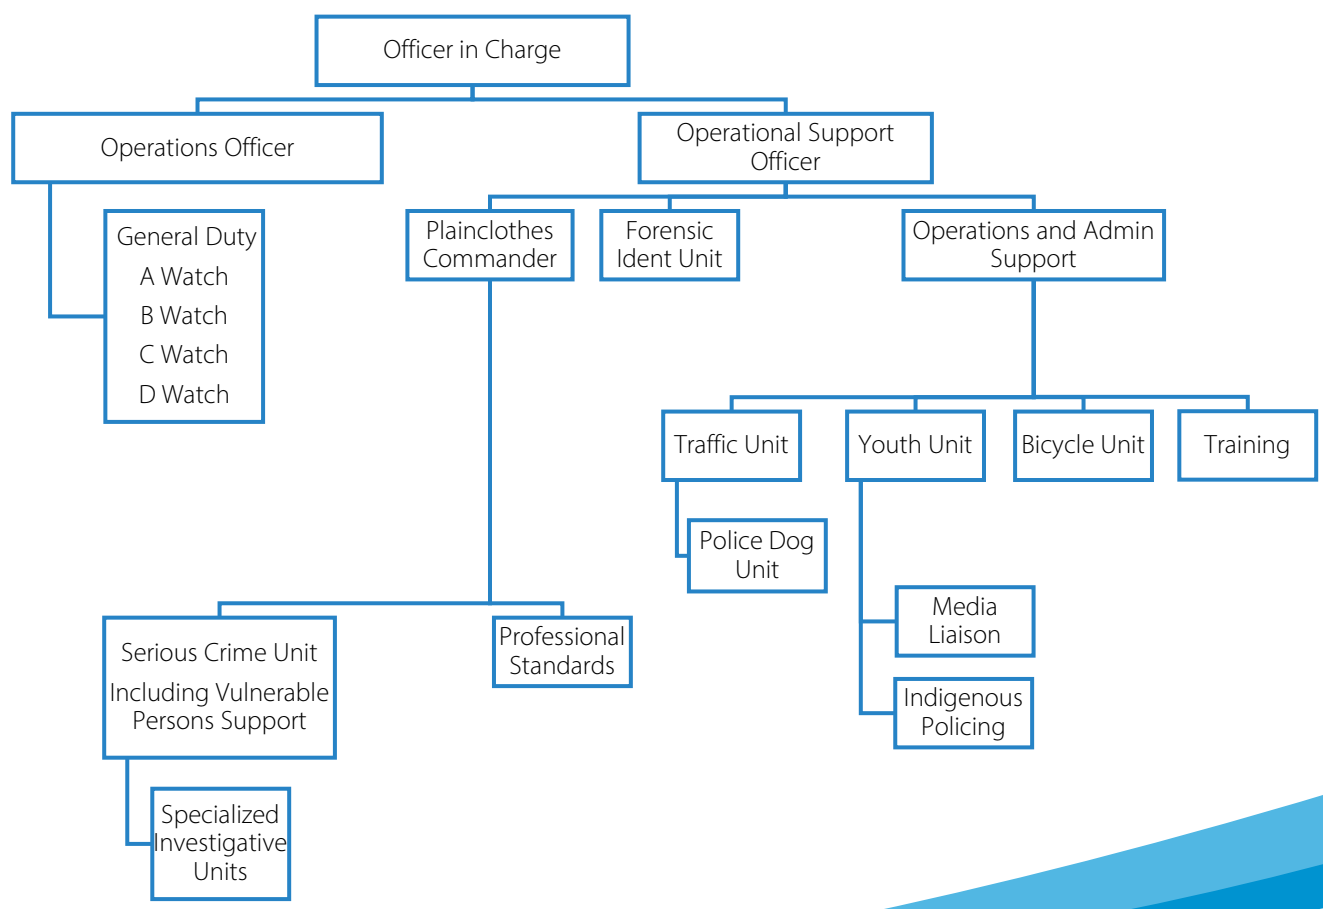 Officer in Charge
Operations Officer
Operational Support
Officer
General Duty
A Watch
B Watch
C Watch
D Watch
Plainclothes
Commander
Forensic
Ident Unit
Operations and Admin
Support
Traffic Unit
Youth Unit
Bicycle Unit
Training
Police Dog
Unit
Media
Liaison
Indigenous
Policing
Serious Crime Unit
Including Vulnerable
Persons Support
Professional
Standards
Specialized
Investigative
Units